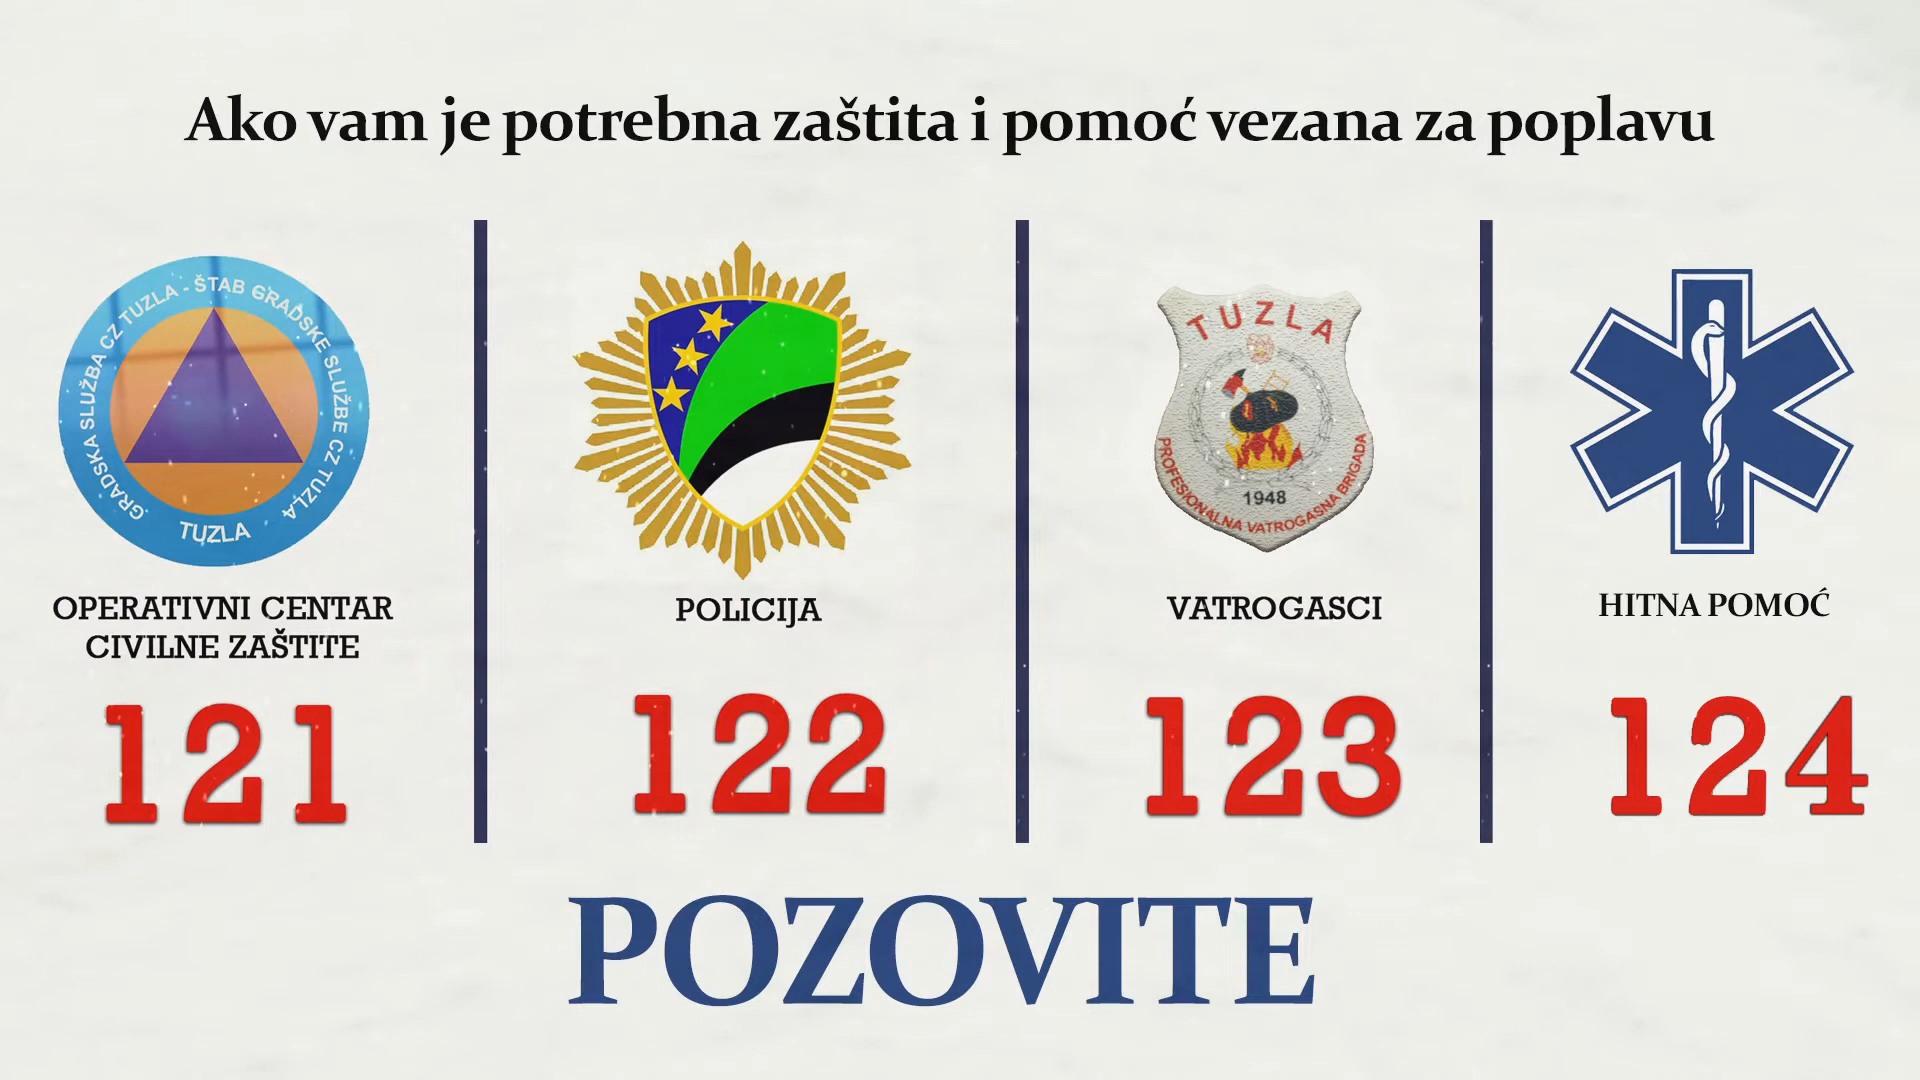 Ako vam je potrebna zaštita i pomoć vezana za poplavu
GRADSKA SLUŽBA CZ TUZLA - ŠTAB GRADSKE SLUŽBE CZ TUZLA
TUZLA
OPERATIVNI CENTAR
CIVILNE ZAŠTITE
121
POLICIJA
122
TUZLA
1948
PROFESIONALNA VATROGASNA BRIGADA
VATROGASCI
123
HITNA POMOĆ
124
POZOVITE